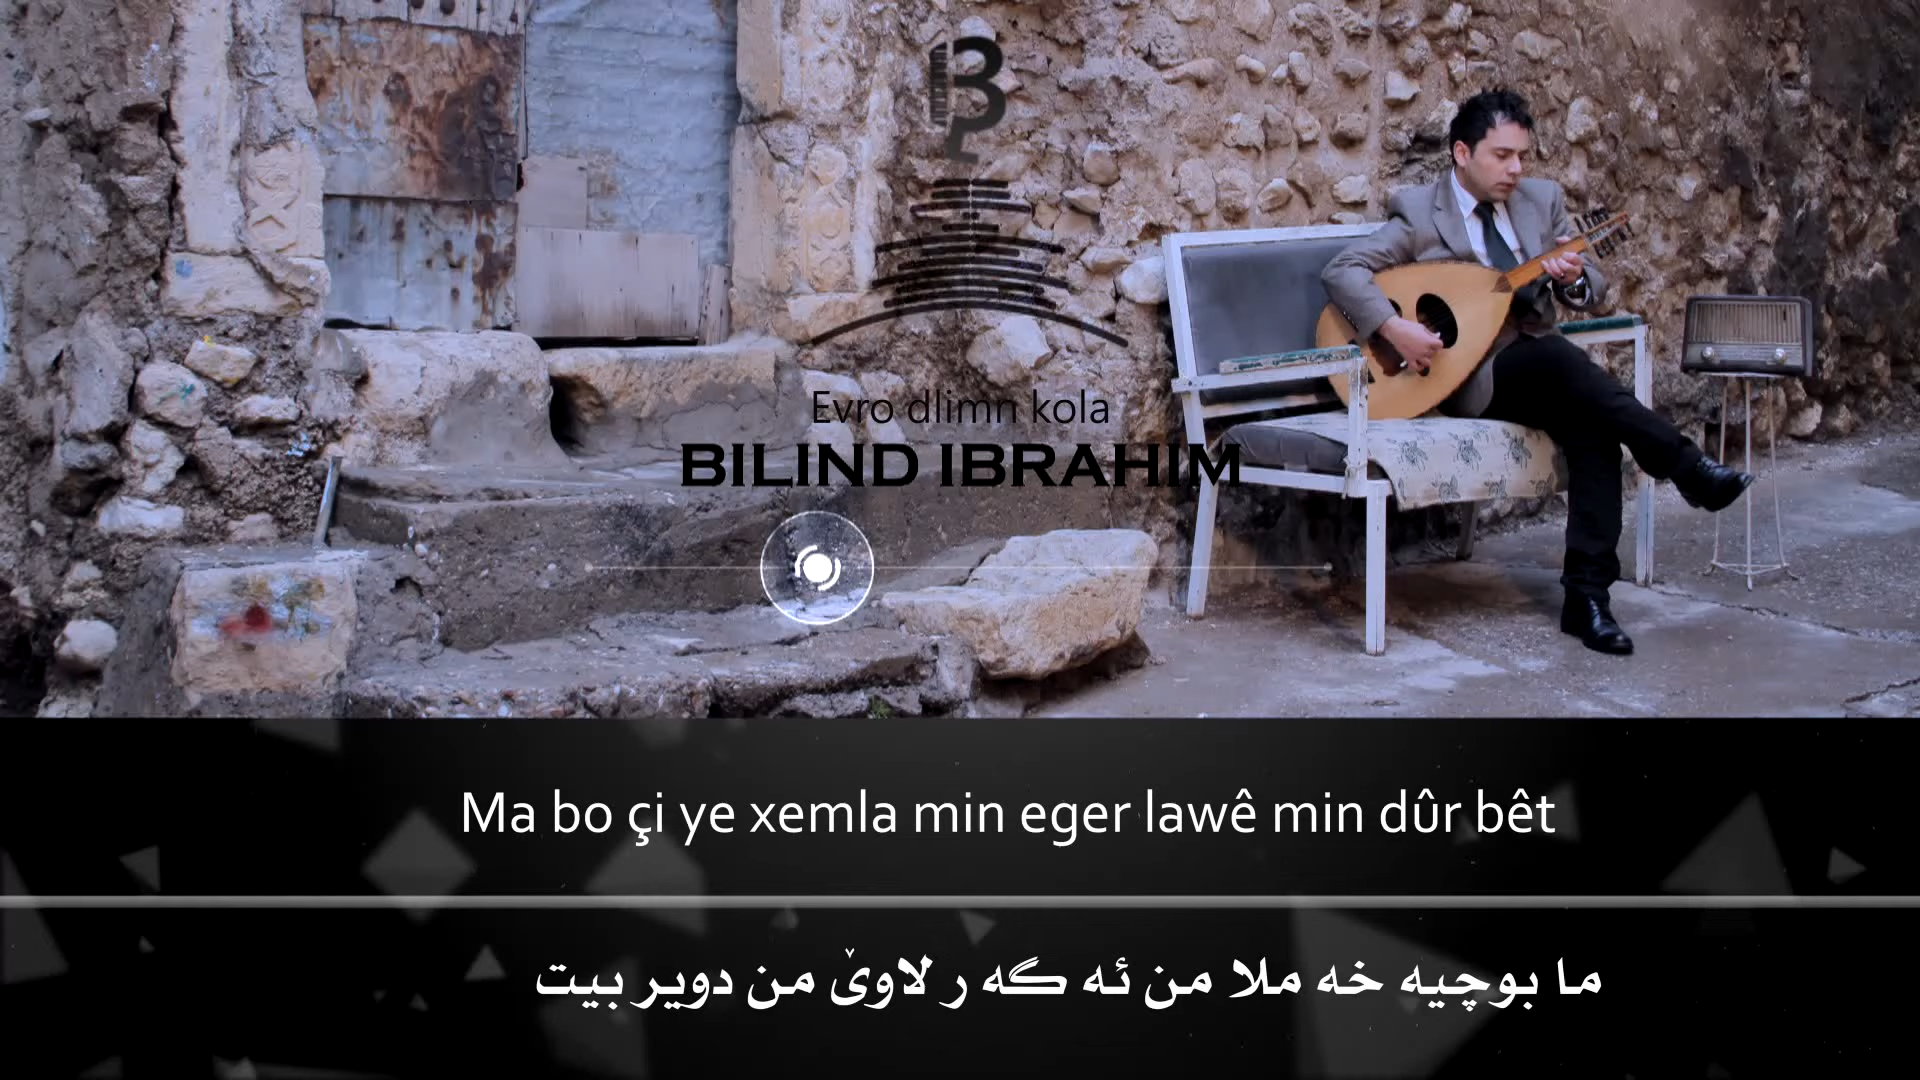 Evro dlimn kola
BILIND IBRAHIM
Ma bo çi ye xemla min eger lawê min dûr bêt
ما بوچیه خه ملا من ئه گه ر لاوێ من دویر بیت